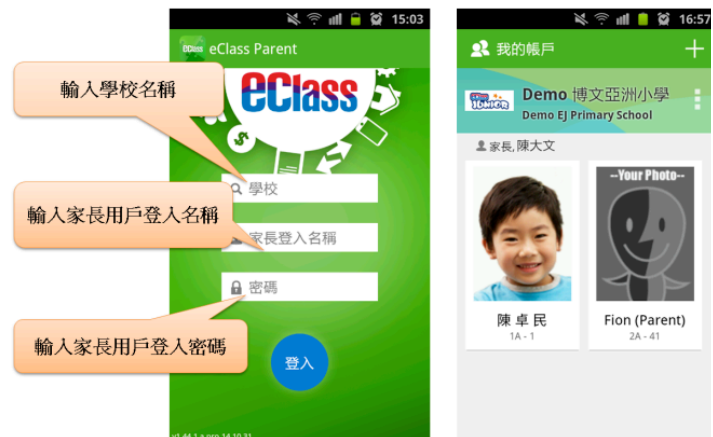 15:03
eClass Parent
eClass
輸入學校名稱
學校
輸入家長用戶登入名稱
家長登入名稱
密碼
輸入家長用戶登入密碼
登入
16:57
我的帳戶
Demo 博文亞洲小學
Demo EJ Primary School
家長, 陳大文
--Your Photo--
陳 卓 民
1A - 1
Fion (Parent)
2A - 41